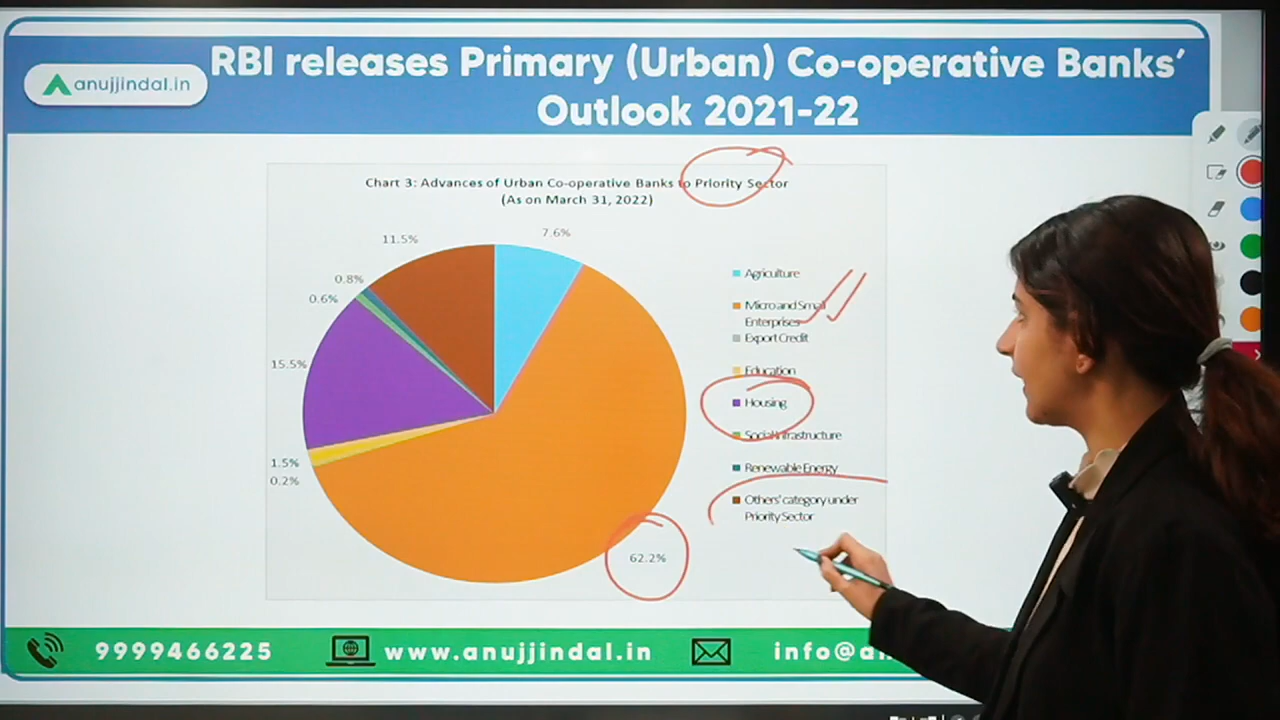 anujjindal.in
RBI releases Primary (Urban) Co-operative Banks’
Outlook 2021-22
Chart 3: Advances of Urban Co-operative Banks to Priority Sector
(As on March 31, 2022)
7.6%
11.5%
0.8%
0.6%
15.5%
1.5%
0.2%
62.2%
Agriculture
Micro and Small
Enterprises
Export Credit
Education
Housing
Social Infrastructure
Renewable Energy
Others' category under
Priority Sector
9999466225
www.anujjindal.in
info@an